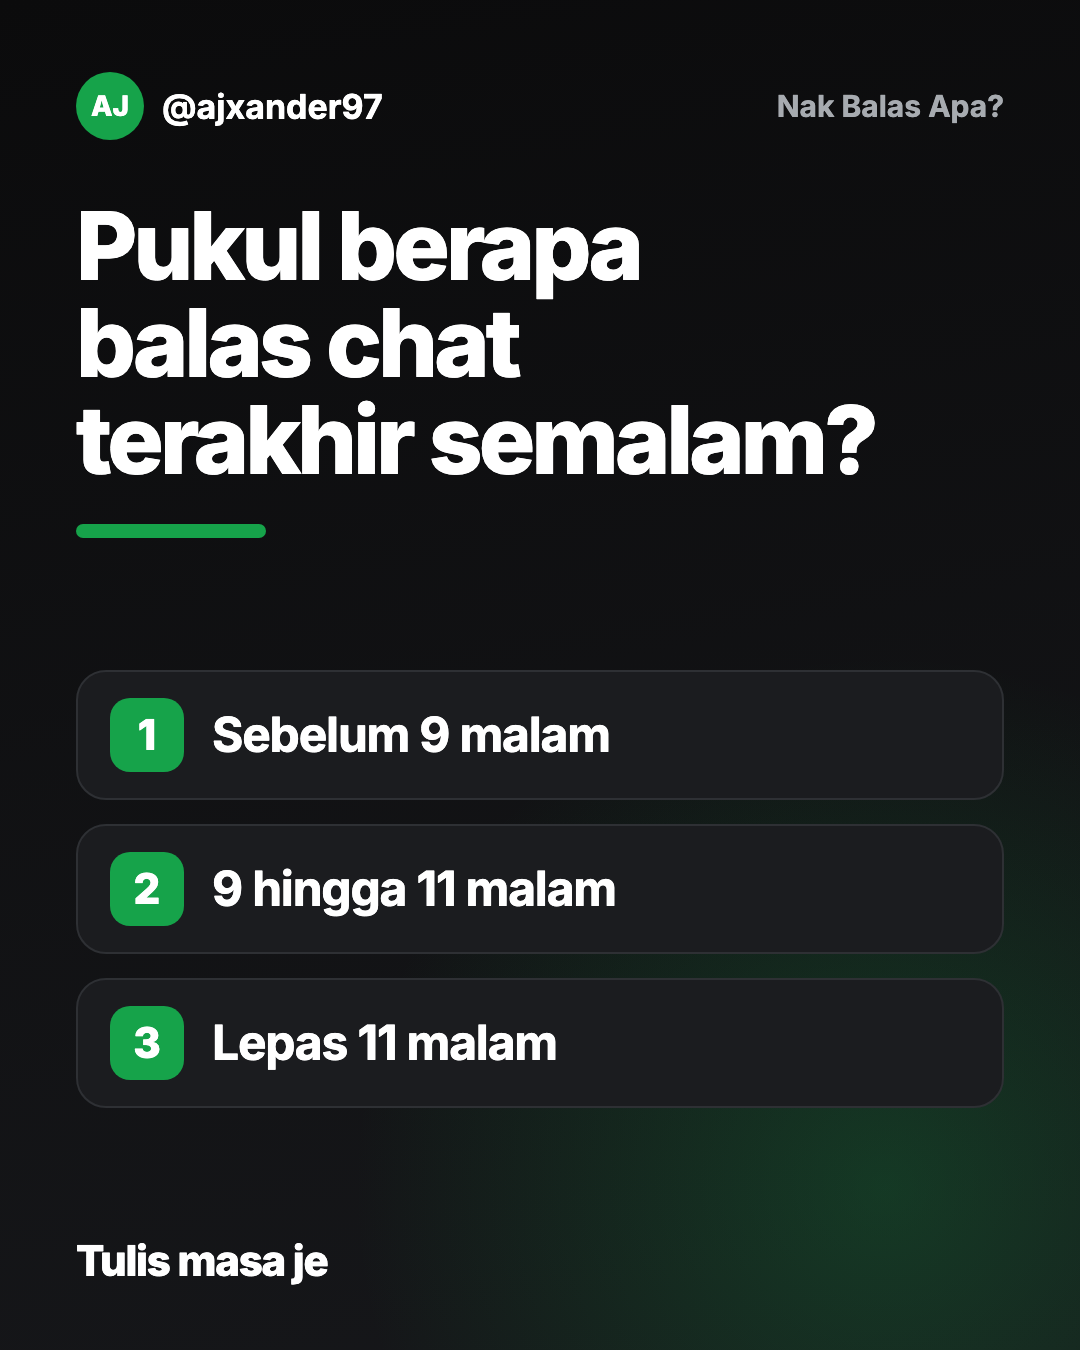 AJ @ajxander97
Nak Balas Apa?
Pukul berapa
balas chat
terakhir semalam?
1 Sebelum 9 malam
2 9 hingga 11 malam
3 Lepas 11 malam
Tulis masa je